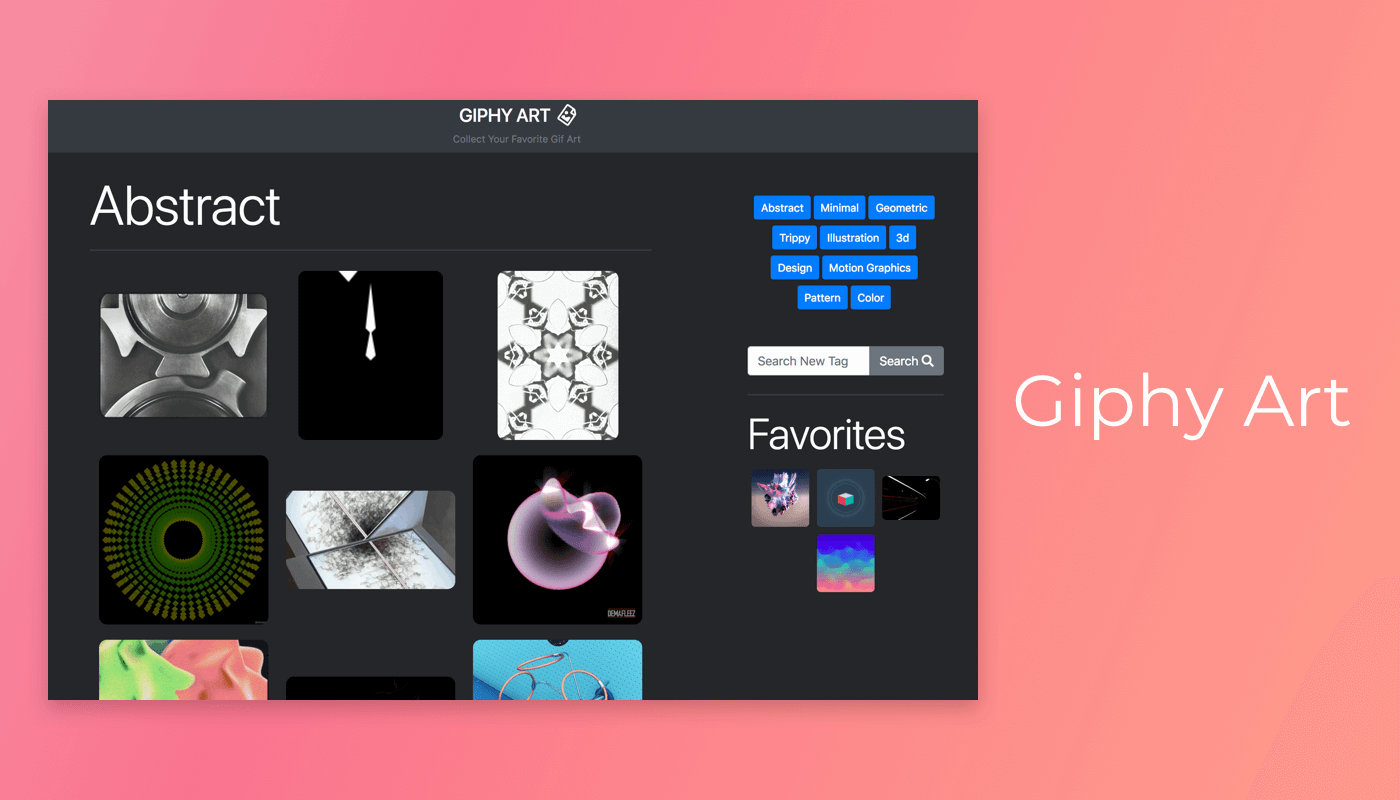 GIPHY ART
Collect Your Favorite Gif Art
Abstract
Abstract Minimal Geometric
Trippy Illustration 3d
Design Motion Graphics
Pattern Color
Search New Tag Search
Favorites
DEMAFLEEZ
Giphy Art